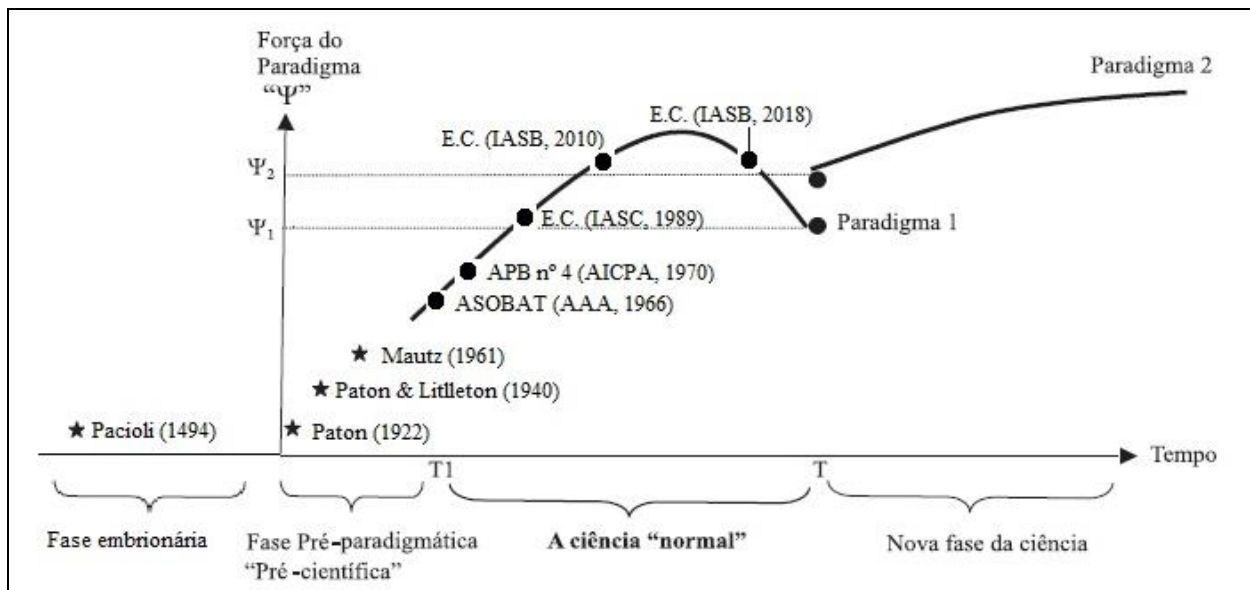 Força do
Paradigma
“Ψ”
Paradigma 2
E.C. (IASB, 2018)
E.C. (IASB, 2010)
Ψ2
E.C. (IASC, 1989)
Paradigma 1
Ψ1
APB nº 4 (AICPA, 1970)
ASOBAT (AAA, 1966)
Mautz (1961)
Paton & Litlleton (1940)
Pacioli (1494)
Paton (1922)
Tempo
T1
T
Fase embrionária
Fase Pré-paradigmática
“Pré-científica”
A ciência “normal”
Nova fase da ciência